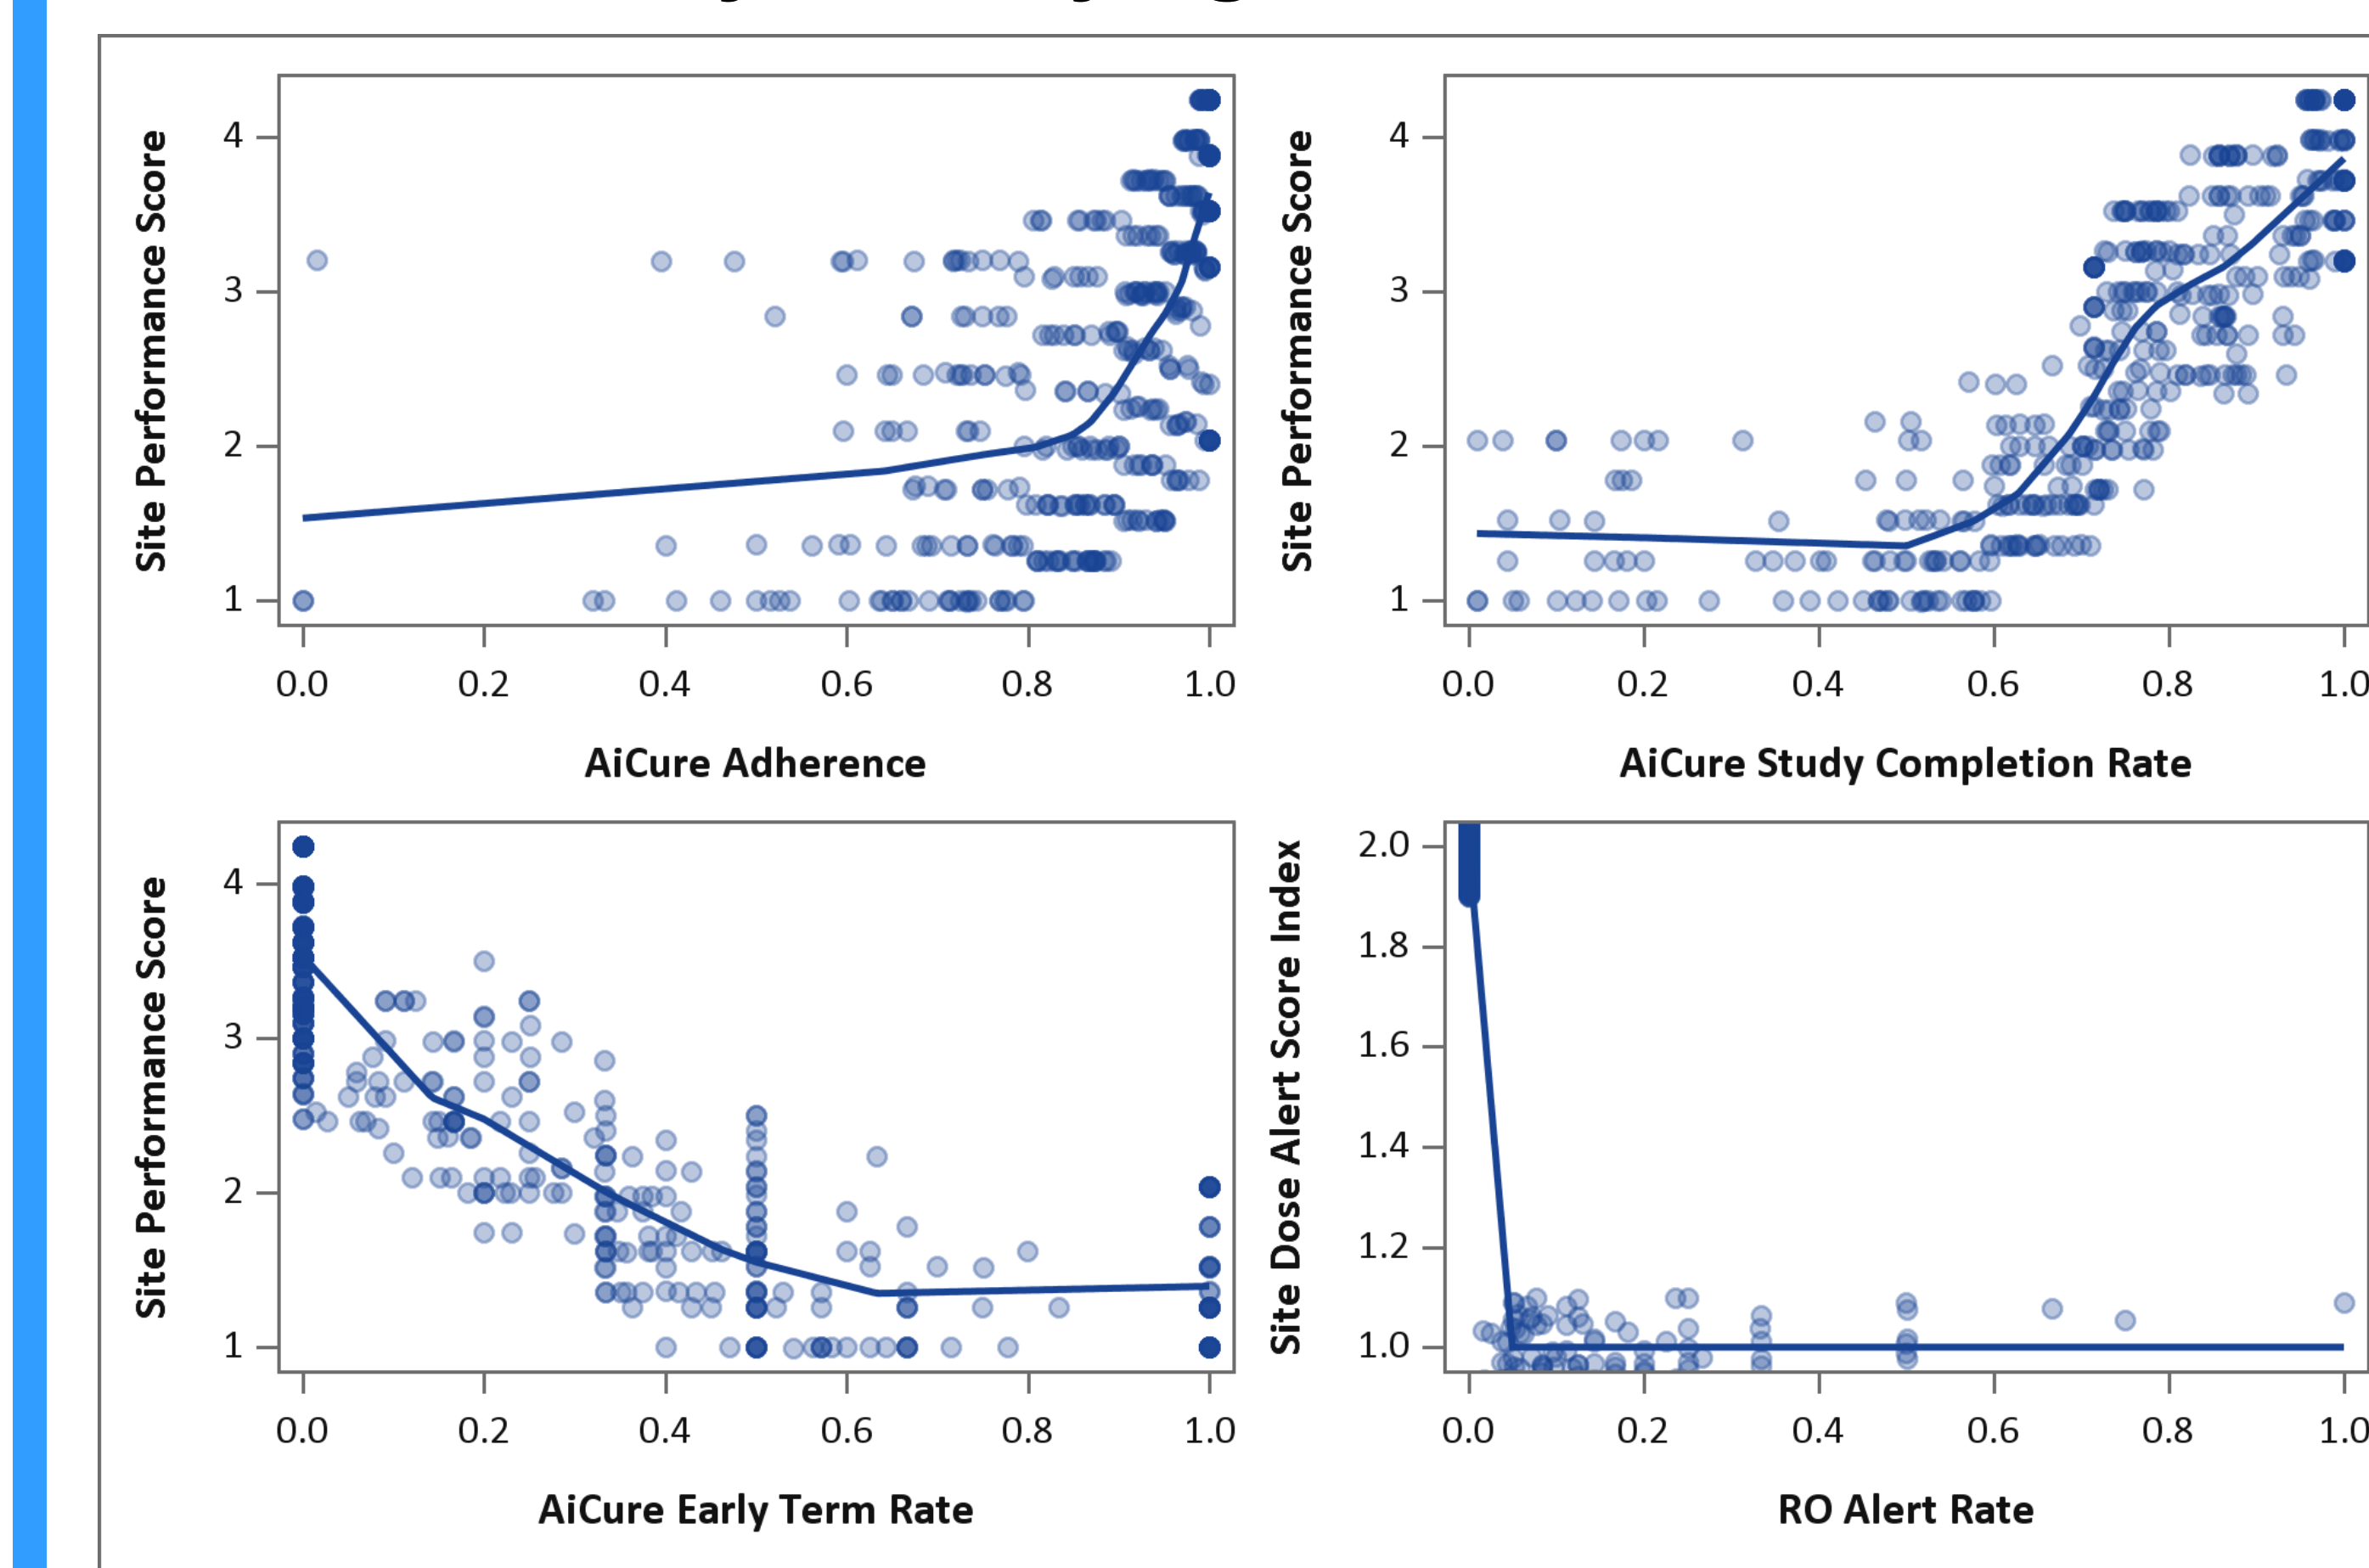 Site Performance Score
4
3
2
1
0.0 0.2 0.4 0.6 0.8 1.0
AiCure Adherence
Site Performance Score
4
3
2
1
0.0 0.2 0.4 0.6 0.8 1.0
AiCure Study Completion Rate
Site Performance Score
4
3
2
1
0.0 0.2 0.4 0.6 0.8 1.0
AiCure Early Term Rate
Site Dose Alert Score Index
2.0
1.8
1.6
1.4
1.2
1.0
0.0 0.2 0.4 0.6 0.8 1.0
RO Alert Rate